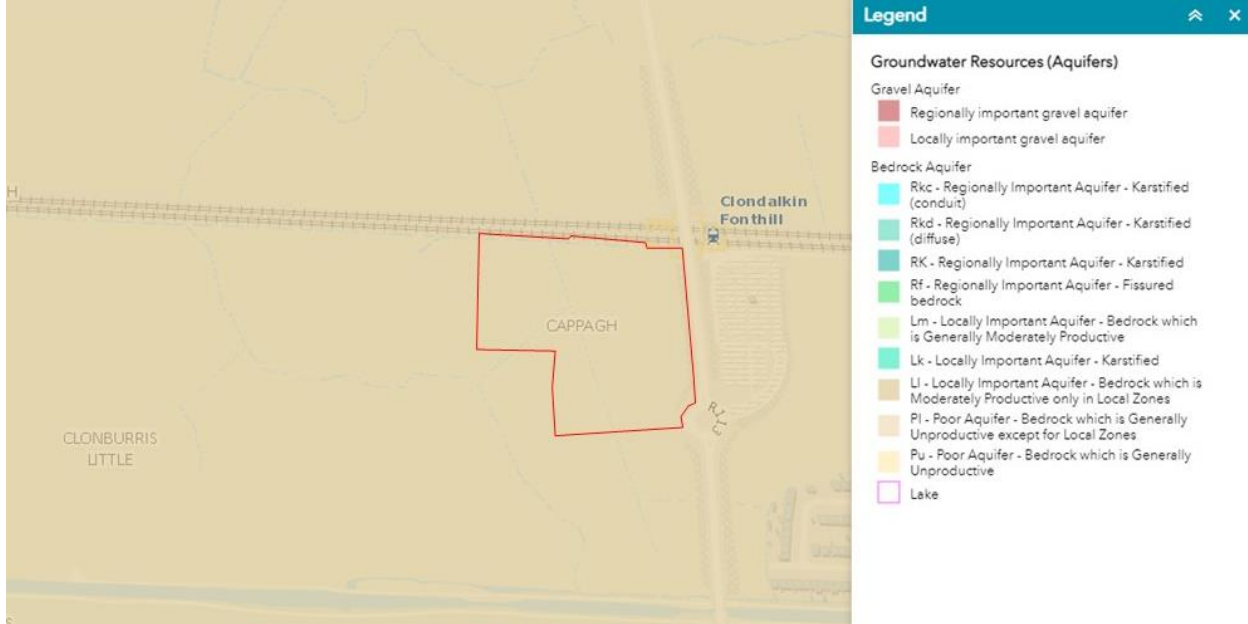 H
Clondalkin
Fonthill
CAPPAGH
R113
CLONBURRIS
LITTLE
Legend
Groundwater Resources (Aquifers)
Gravel Aquifer
Regionally important gravel aquifer
Locally important gravel aquifer
Bedrock Aquifer
Rkc - Regionally Important Aquifer - Karstified
(conduit)
Rkd - Regionally Important Aquifer - Karstified
(diffuse)
RK - Regionally Important Aquifer - Karstified
Rf - Regionally Important Aquifer - Fissured
bedrock
Lm - Locally Important Aquifer - Bedrock which
is Generally Moderately Productive
Lk - Locally Important Aquifer - Karstified
Ll - Locally Important Aquifer - Bedrock which is
Moderately Productive only in Local Zones
Pl - Poor Aquifer - Bedrock which is Generally
Unproductive except for Local Zones
Pu - Poor Aquifer - Bedrock which is Generally
Unproductive
Lake